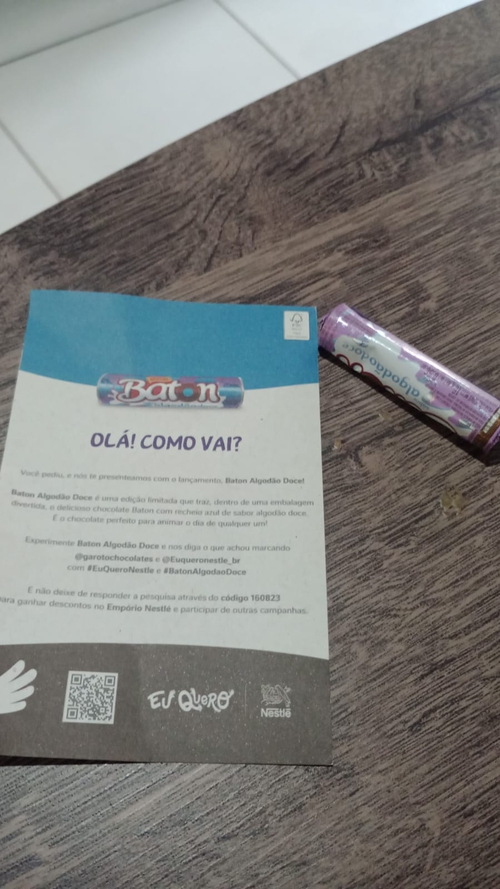 FSC
Baton
OLÁ! COMO VAI?
Você pediu, e nós te presenteamos com o lançamento, Baton Algodão Doce!
Baton Algodão Doce é uma edição limitada que traz, dentro de uma embalagem
divertida, o delicioso chocolate Baton com recheio azul de sabor algodão doce.
É o chocolate perfeito para animar o dia de qualquer um!
Experimente Baton Algodão Doce e nos diga o que achou marcando
@garotochocolates e @Euqueronestle_br
com #EuQueroNestle e #BatonAlgodaoDoce
E não deixe de responder a pesquisa através do código 160823
para ganhar descontos no Empório Nestlé e participar de outras campanhas.
EU QUERO
Nestlé
algodão doce